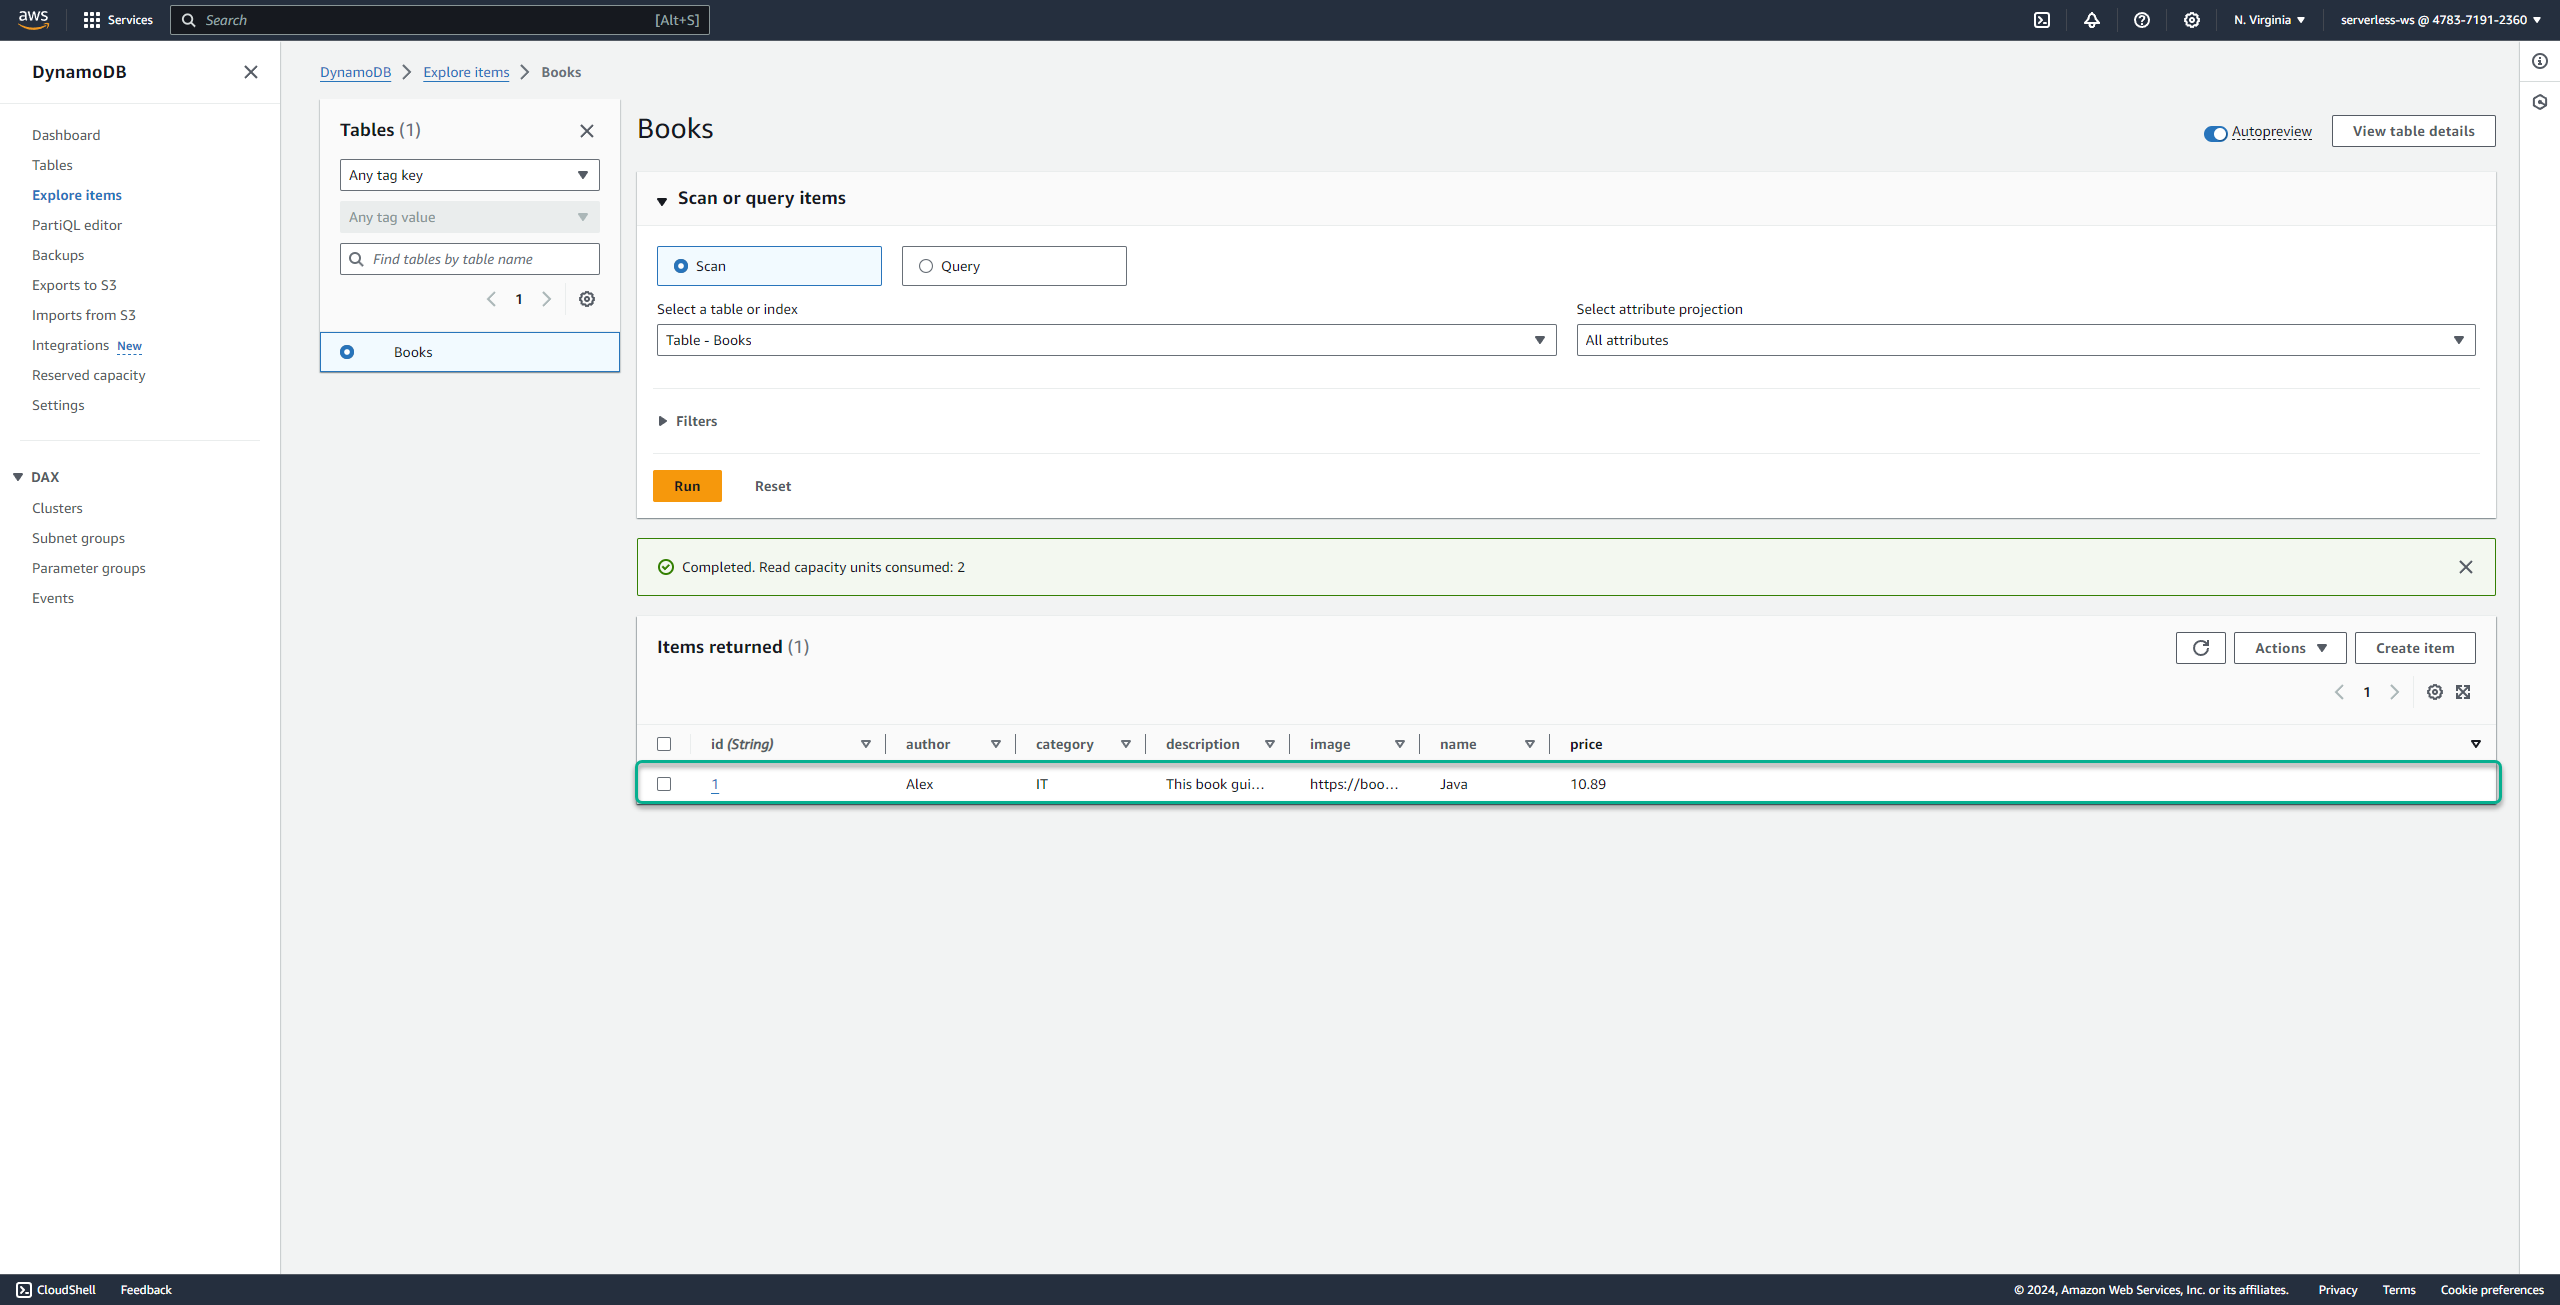 aws
Services
Search [Alt+S]
N. Virginia
serverless-ws @ 4783-7191-2360
DynamoDB
Dashboard
Tables
Explore items
PartiQL editor
Backups
Exports to S3
Imports from S3
Integrations New
Reserved capacity
Settings
DAX
Clusters
Subnet groups
Parameter groups
Events
DynamoDB Explore items Books
Tables (1)
Any tag key
Any tag value
Find tables by table name
1
Books
Books
Autopreview
View table details
Scan or query items
Scan Query
Select a table or index Select attribute projection
Table - Books All attributes
Filters
Run Reset
Completed. Read capacity units consumed: 2
Items returned (1)
Actions Create item
1
id (String) author category description image name price
1 Alex IT This book gui... https://boo... Java 10.89
CloudShell Feedback
© 2024, Amazon Web Services, Inc. or its affiliates. Privacy Terms Cookie preferences